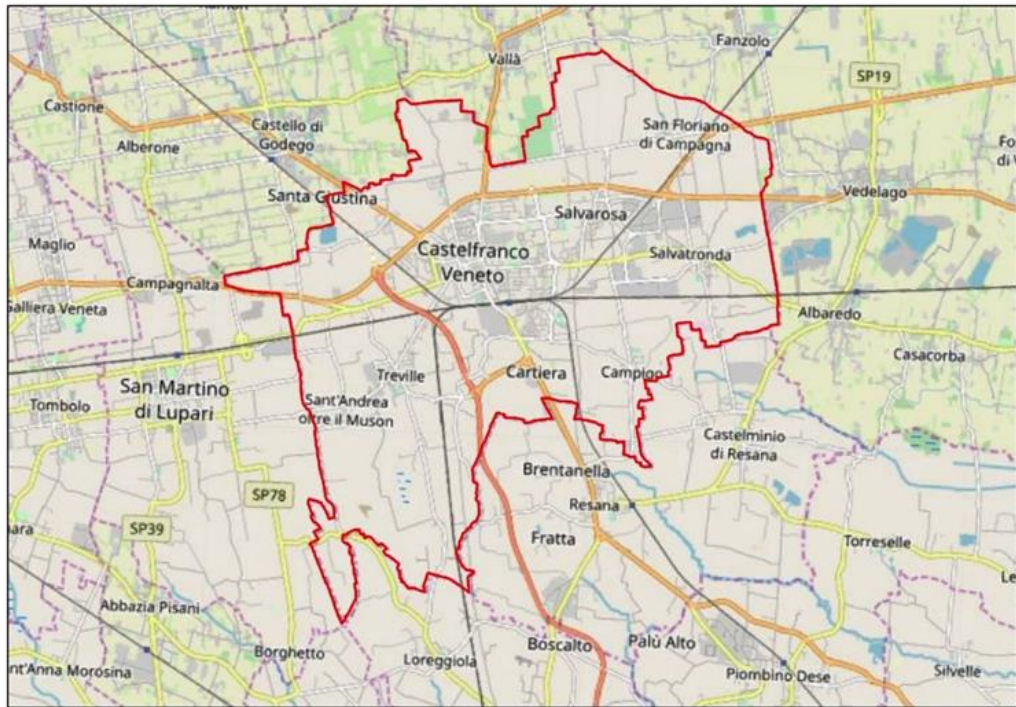 Fanzolo
Vallà
SP19
Castione
Castello di
Godego
San Floriano
di Campagna
Alberone
Santa Giustina
Vedelago
Salvarosa
Maglio
Castelfranco
Veneto
Salvatronda
Campagnalta
Galliera Veneta
Albaredo
Casacorba
Treville
Cartiera
Campigo
San Martino
di Lupari
Tombolo
Sant'Andrea
oltre il Muson
Castelminio
di Resana
Brentanella
SP78
Resana
SP39
Fratta
Torreselle
Abbazia Pisani
Borghetto
Loreggiola
Boscalto
Palù Alto
Piombino Dese
Silvelle
nt'Anna Morosina